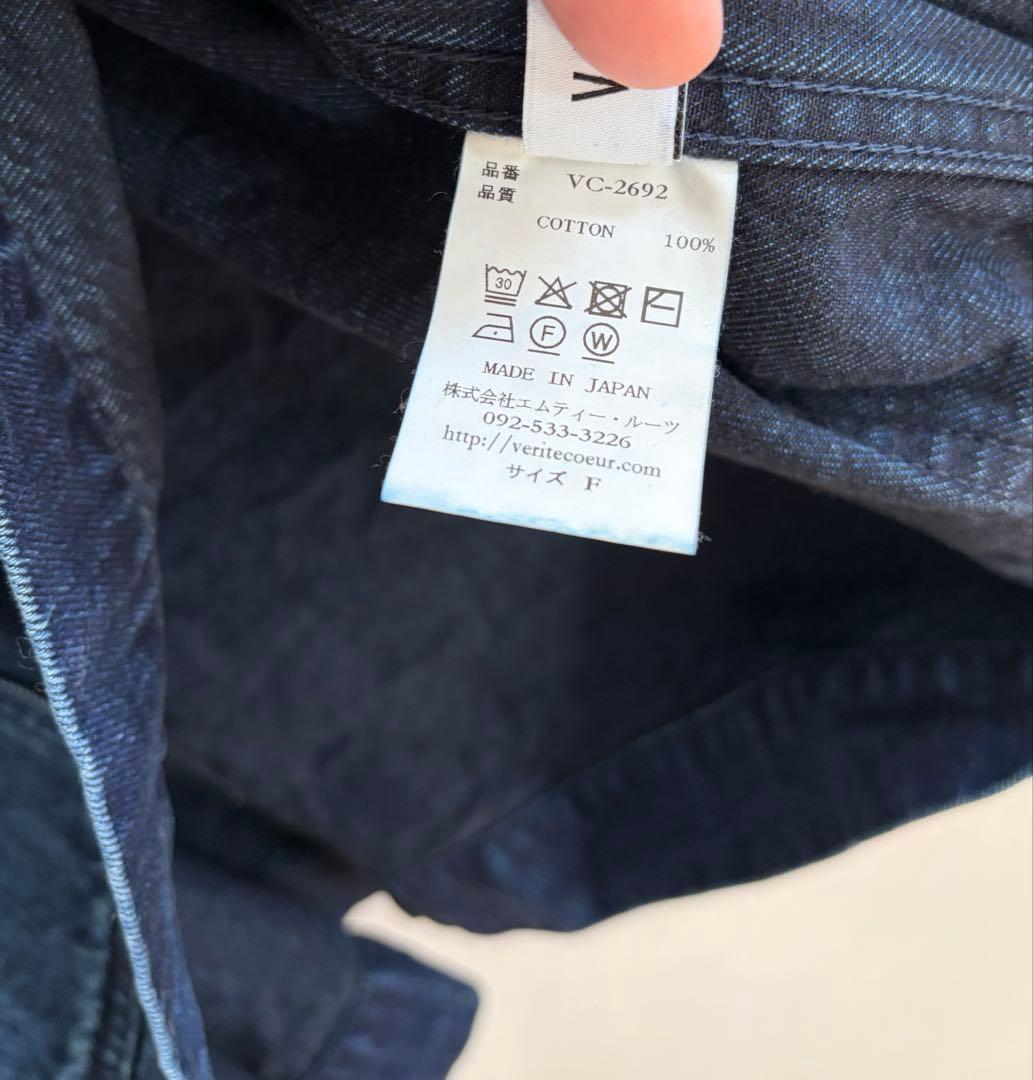 V
品番 VC-2692
品質
COTTON 100%
30
F W
MADE IN JAPAN
株式会社エムティー・ルーツ
092-533-3226
http://veritecoeur.com
サイズ F